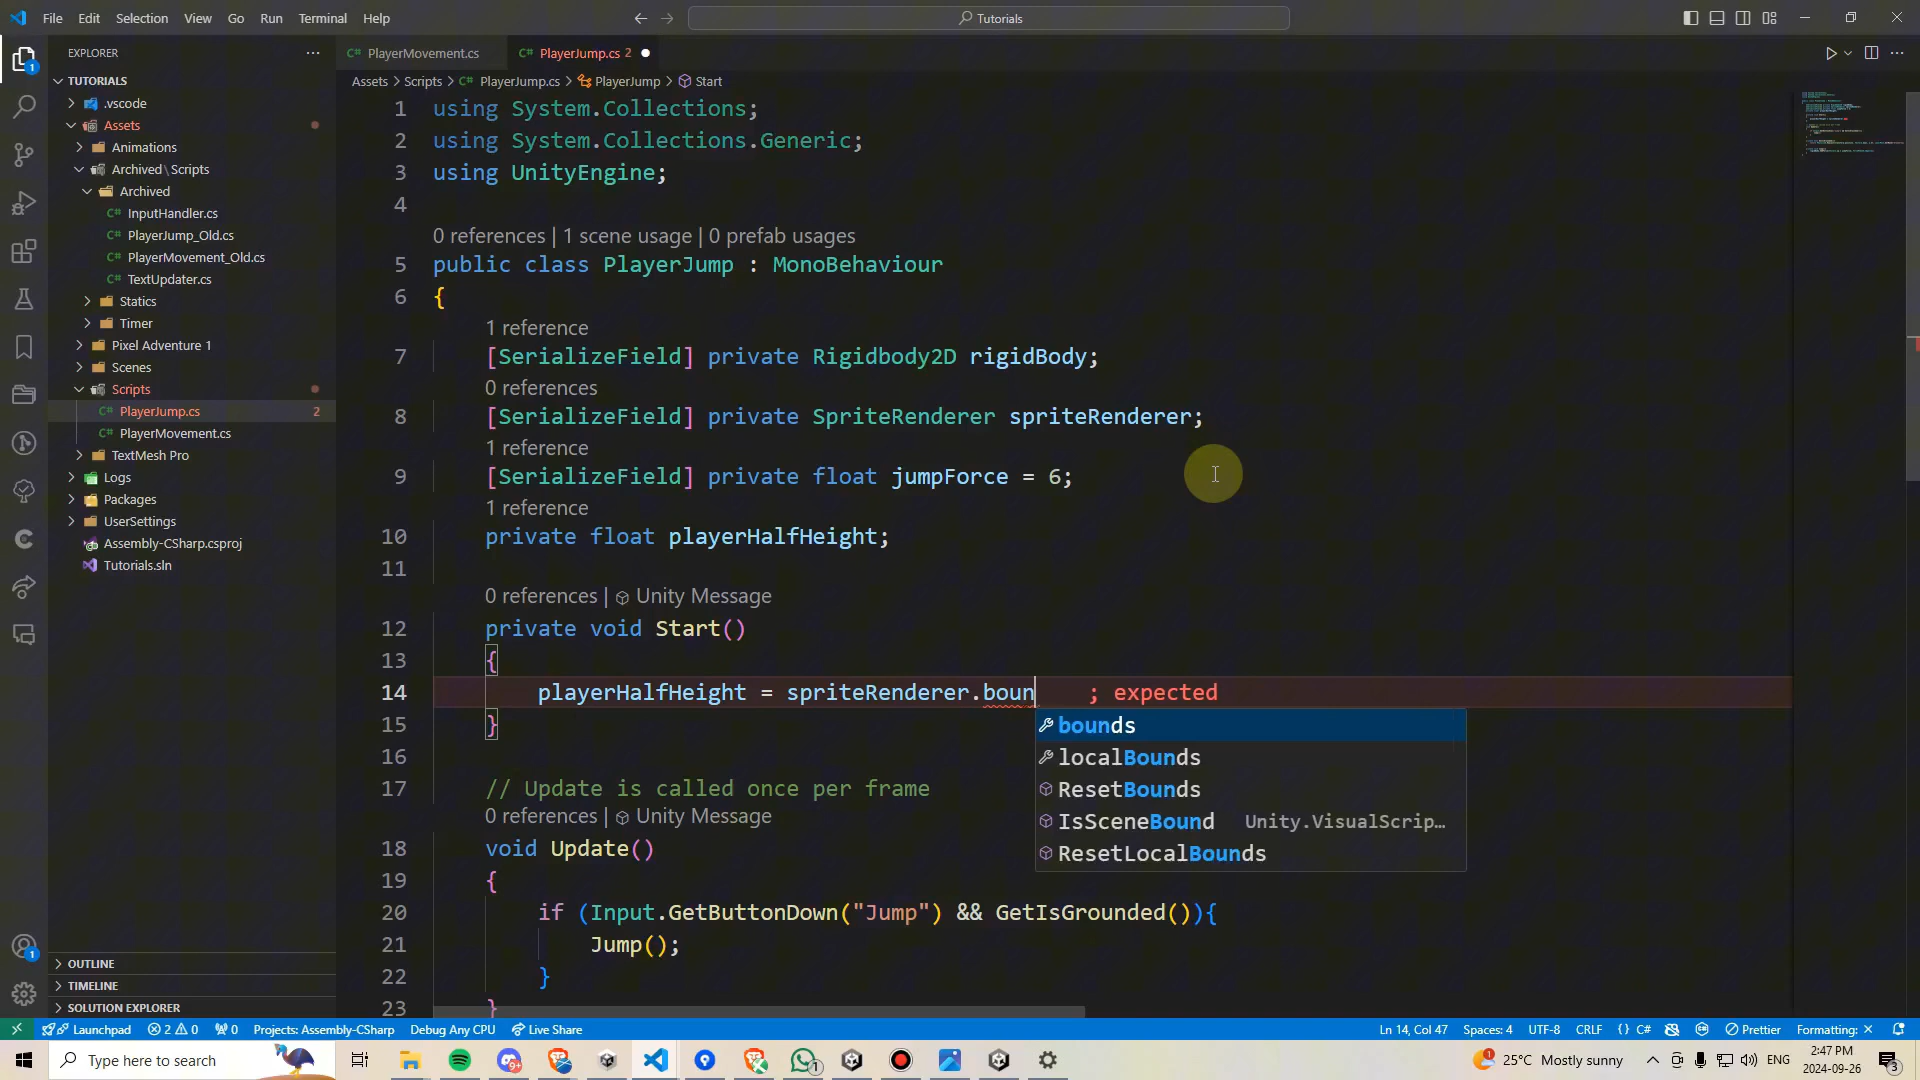 File Edit Selection View Go Run Terminal Help
Tutorials
EXPLORER
TUTORIALS
.vscode
Assets
Animations
Archived\Scripts
Archived
InputHandler.cs
PlayerJump_Old.cs
PlayerMovement_Old.cs
TextUpdater.cs
Statics
Timer
Pixel Adventure 1
Scenes
Scripts
PlayerJump.cs 2
PlayerMovement.cs
TextMesh Pro
Logs
Packages
UserSettings
Assembly-CSharp.csproj
Tutorials.sln
OUTLINE
TIMELINE
SOLUTION EXPLORER
PlayerMovement.cs PlayerJump.cs 2
Assets > Scripts > PlayerJump.cs > PlayerJump > Start
1 using System.Collections;
2 using System.Collections.Generic;
3 using UnityEngine;
4
0 references | 1 scene usage | 0 prefab usages
5 public class PlayerJump : MonoBehaviour
6 {
1 reference
7 [SerializeField] private Rigidbody2D rigidBody;
0 references
8 [SerializeField] private SpriteRenderer spriteRenderer;
1 reference
9 [SerializeField] private float jumpForce = 6;
1 reference
10 private float playerHalfHeight;
11
0 references | Unity Message
12 private void Start()
13 {
14 playerHalfHeight = spriteRenderer.boun ; expected
15 }
bounds
localBounds
ResetBounds
IsSceneBound Unity.VisualScrip...
ResetLocalBounds
16
17 // Update is called once per frame
0 references | Unity Message
18 void Update()
19 {
20 if (Input.GetButtonDown("Jump") && GetIsGrounded()){
21 Jump();
22 }
23 }
Launchpad 2 0 0 Projects: Assembly-CSharp Debug Any CPU Live Share
Ln 14, Col 47 Spaces: 4 UTF-8 CRLF {} C# Prettier Formatting: ×
Type here to search
25°C Mostly sunny ENG 2:47 PM
2024-09-26